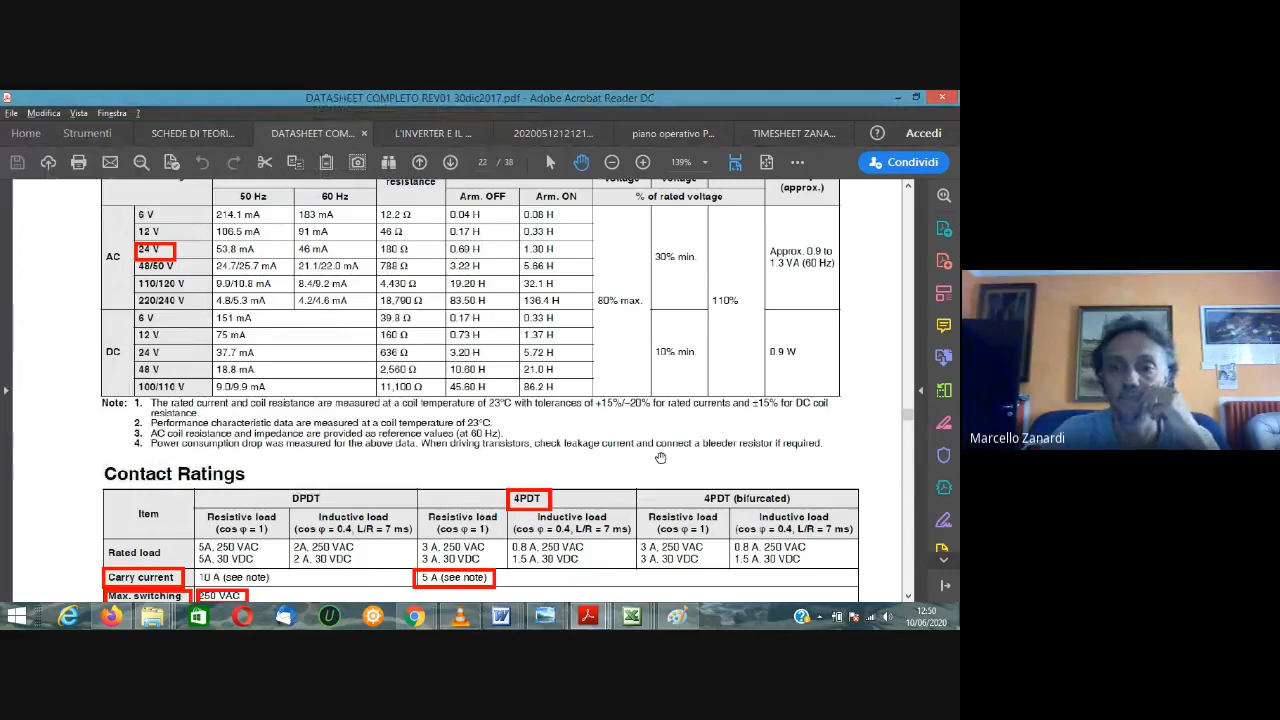 DATASHEET COMPLETO REV01 30dic2017.pdf - Adobe Acrobat Reader DC
File Modifica Vista Finestra ?
Home Strumenti SCHEDE DI TEORI... DATASHEET COM... × L'INVERTER E IL ... 2020051212121... piano operativo P... TIMESHEET ZANA... Accedi
22 / 38 139% Condividi
resistance voltage voltage (approx.)
50 Hz 60 Hz Arm. OFF Arm. ON % of rated voltage
AC 6 V 214.1 mA 183 mA 12.2 Ω 0.04 H 0.08 H 80% max. 30% min. 110% Approx. 0.9 to 1.3 VA (60 Hz)
12 V 106.5 mA 91 mA 46 Ω 0.17 H 0.33 H
24 V 53.8 mA 46 mA 180 Ω 0.69 H 1.30 H
48/50 V 24.7/25.7 mA 21.1/22.0 mA 788 Ω 3.22 H 5.66 H
110/120 V 9.9/10.8 mA 8.4/9.2 mA 4,430 Ω 19.20 H 32.1 H
220/240 V 4.8/5.3 mA 4.2/4.6 mA 18,790 Ω 83.50 H 136.4 H
DC 6 V 151 mA 39.8 Ω 0.17 H 0.33 H 10% min. 0.9 W
12 V 75 mA 160 Ω 0.73 H 1.37 H
24 V 37.7 mA 636 Ω 3.20 H 5.72 H
48 V 18.8 mA 2,560 Ω 10.60 H 21.0 H
100/110 V 9.0/9.9 mA 11,100 Ω 45.60 H 86.2 H
Note: 1. The rated current and coil resistance are measured at a coil temperature of 23°C with tolerances of +15%/−20% for rated currents and ±15% for DC coil
resistance.
2. Performance characteristic data are measured at a coil temperature of 23°C.
3. AC coil resistance and impedance are provided as reference values (at 60 Hz).
4. Power consumption drop was measured for the above data. When driving transistors, check leakage current and connect a bleeder resistor if required.
Contact Ratings
Item DPDT 4PDT 4PDT (bifurcated)
Resistive load Inductive load Resistive load Inductive load Resistive load Inductive load
(cos φ = 1) (cos φ = 0.4, L/R = 7 ms) (cos φ = 1) (cos φ = 0.4, L/R = 7 ms) (cos φ = 1) (cos φ = 0.4, L/R = 7 ms)
Rated load 5A, 250 VAC 2A, 250 VAC 3 A, 250 VAC 0.8 A, 250 VAC 3 A, 250 VAC 0.8 A, 250 VAC
5A, 30 VDC 2 A, 30 VDC 3 A, 30 VDC 1.5 A, 30 VDC 3 A, 30 VDC 1.5 A, 30 VDC
Carry current 10 A (see note) 5 A (see note)
Max. switching 250 VAC
Marcello Zanardi
12:50
10/06/2020